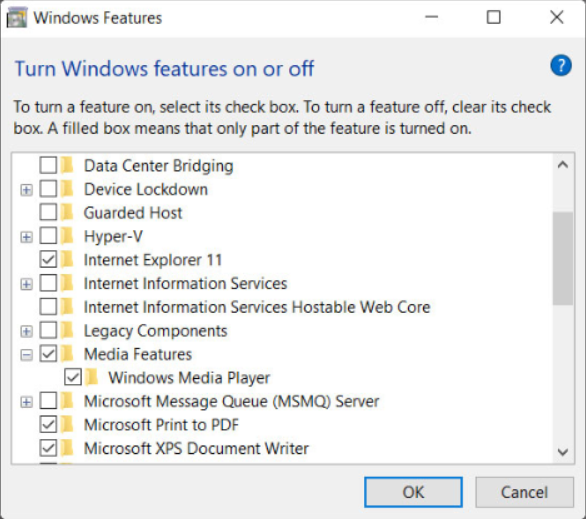 Windows Features
Turn Windows features on or off
?
To turn a feature on, select its check box. To turn a feature off, clear its check
box. A filled box means that only part of the feature is turned on.
Data Center Bridging
Device Lockdown
Guarded Host
Hyper-V
Internet Explorer 11
Internet Information Services
Internet Information Services Hostable Web Core
Legacy Components
Media Features
Windows Media Player
Microsoft Message Queue (MSMQ) Server
Microsoft Print to PDF
Microsoft XPS Document Writer
OK Cancel